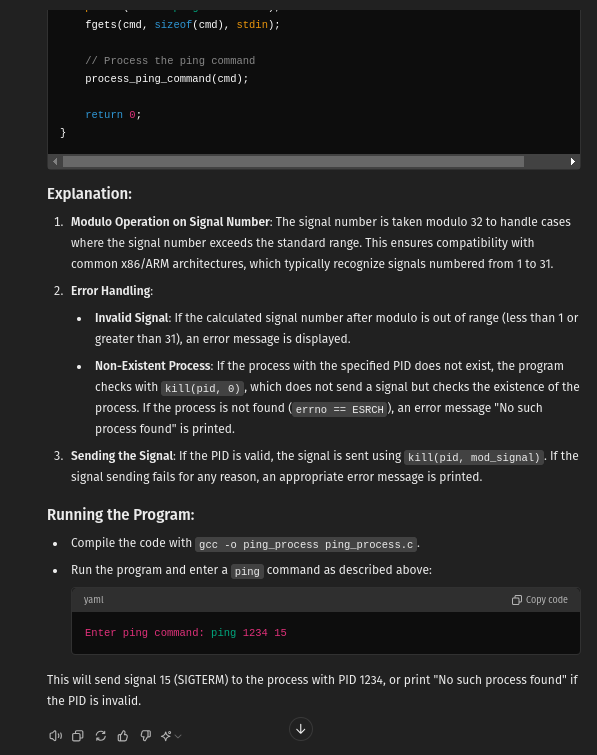 fgets(cmd, sizeof(cmd), stdin);
// Process the ping command
process_ping_command(cmd);
return 0;
}
Explanation:
1. Modulo Operation on Signal Number: The signal number is taken modulo 32 to handle cases
where the signal number exceeds the standard range. This ensures compatibility with
common x86/ARM architectures, which typically recognize signals numbered from 1 to 31.
2. Error Handling:
• Invalid Signal: If the calculated signal number after modulo is out of range (less than 1 or
greater than 31), an error message is displayed.
• Non-Existent Process: If the process with the specified PID does not exist, the program
checks with kill(pid, 0), which does not send a signal but checks the existence of the
process. If the process is not found (errno == ESRCH), an error message "No such
process found" is printed.
3. Sending the Signal: If the PID is valid, the signal is sent using kill(pid, mod_signal). If the
signal sending fails for any reason, an appropriate error message is printed.
Running the Program:
• Compile the code with gcc -o ping_process ping_process.c.
• Run the program and enter a ping command as described above:
yaml Copy code
Enter ping command: ping 1234 15
This will send signal 15 (SIGTERM) to the process with PID 1234, or print "No such process found" if
the PID is invalid.